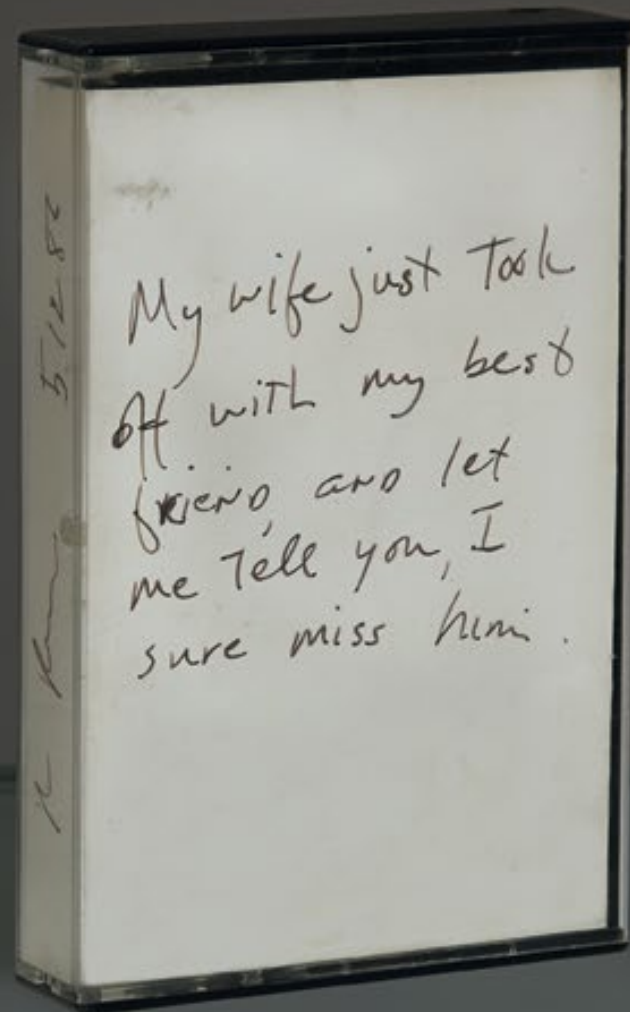 My wife just Took
off with my best
friend, and let
me Tell you, I
sure miss him.